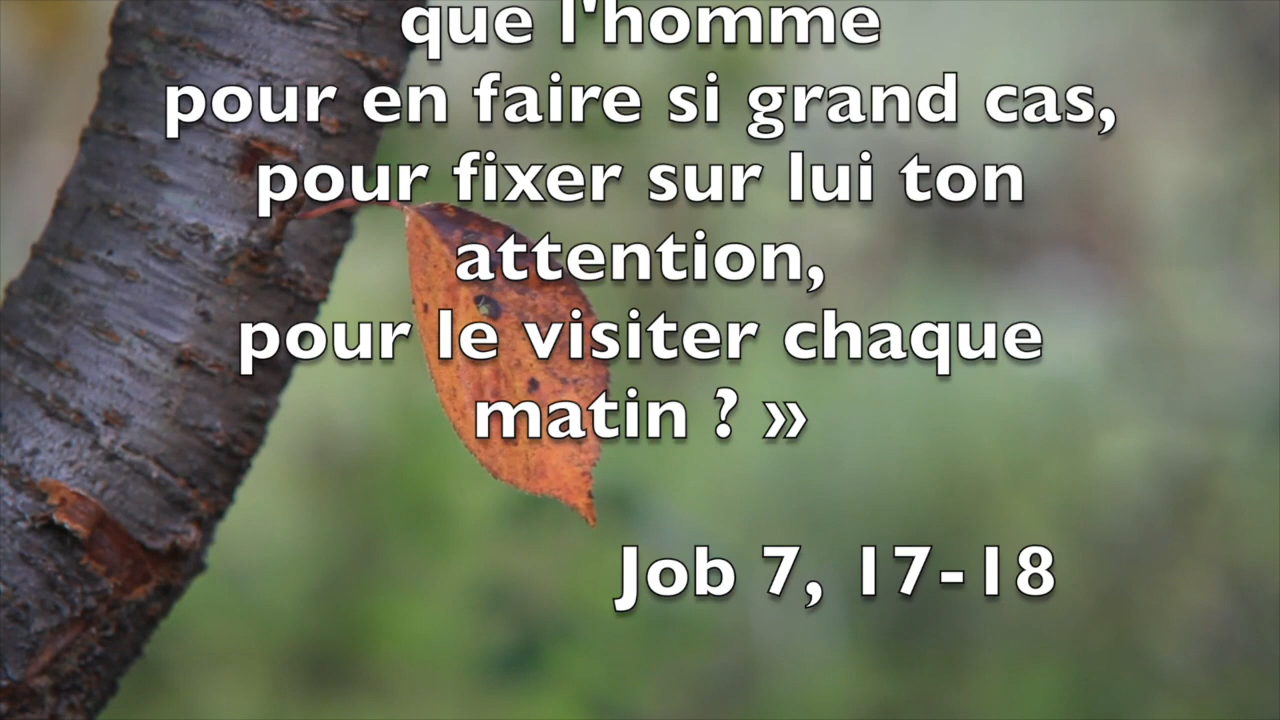 que l'homme
pour en faire si grand cas,
pour fixer sur lui ton
attention,
pour le visiter chaque
matin ? »
Job 7, 17-18